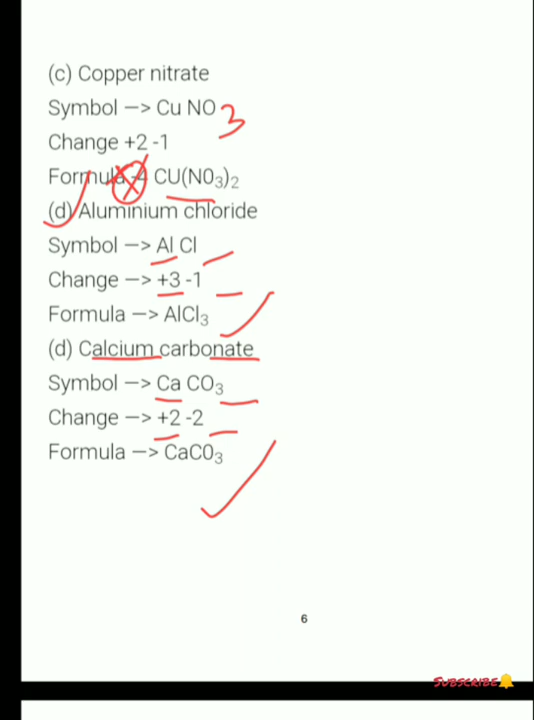 (c) Copper nitrate
Symbol —> Cu NO 3
Change +2 -1
Formula → CU(N0₃)₂
(d) Aluminium chloride
Symbol —> Al Cl
Change —> +3 -1
Formula —> AlCl₃
(d) Calcium carbonate
Symbol —> Ca CO₃
Change —> +2 -2
Formula —> CaC0₃
6
SUBSCRIBE